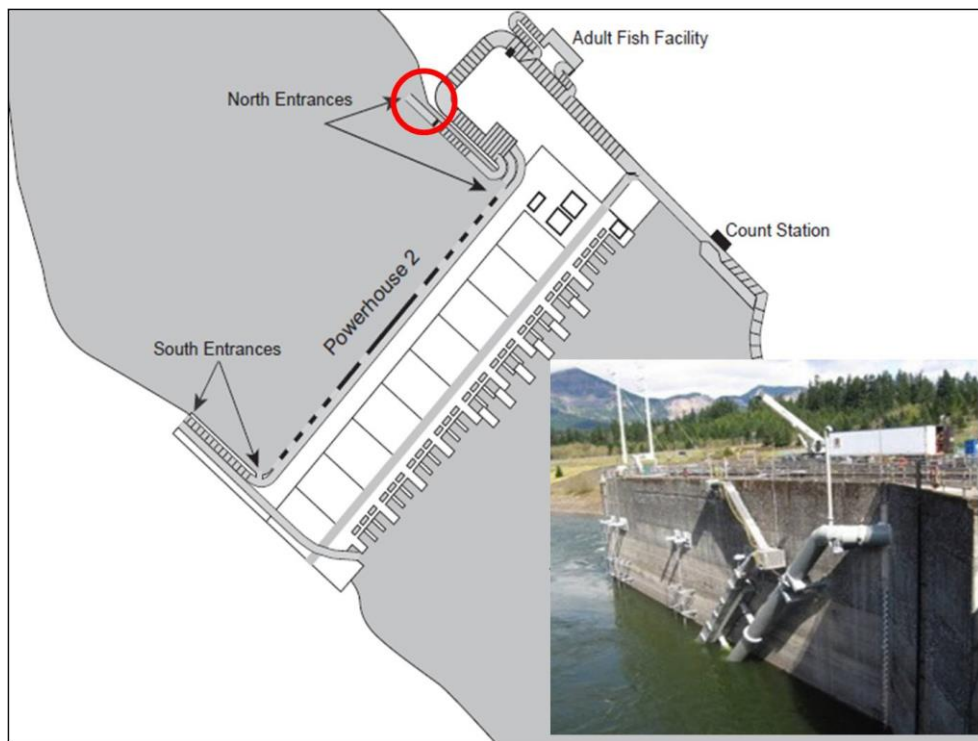 Adult Fish Facility
North Entrances
Count Station
Powerhouse 2
South Entrances